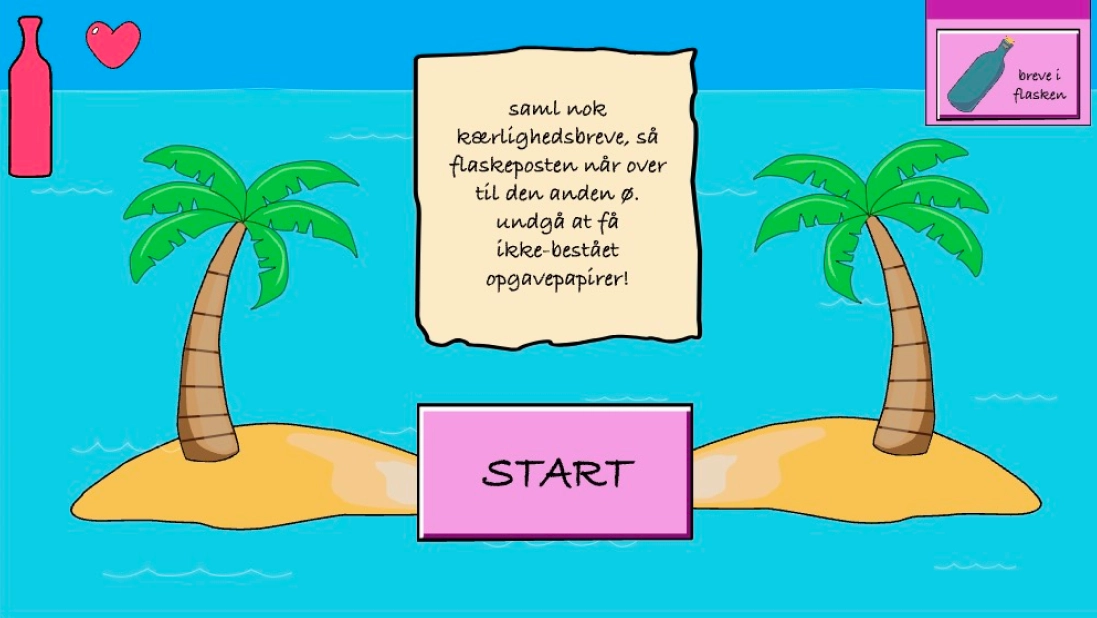 breve i
flasken
saml nok
kærlighedsbreve, så
flaskeposten når over
til den anden ø.
undgå at få
ikke-bestået
opgavepapirer!
START